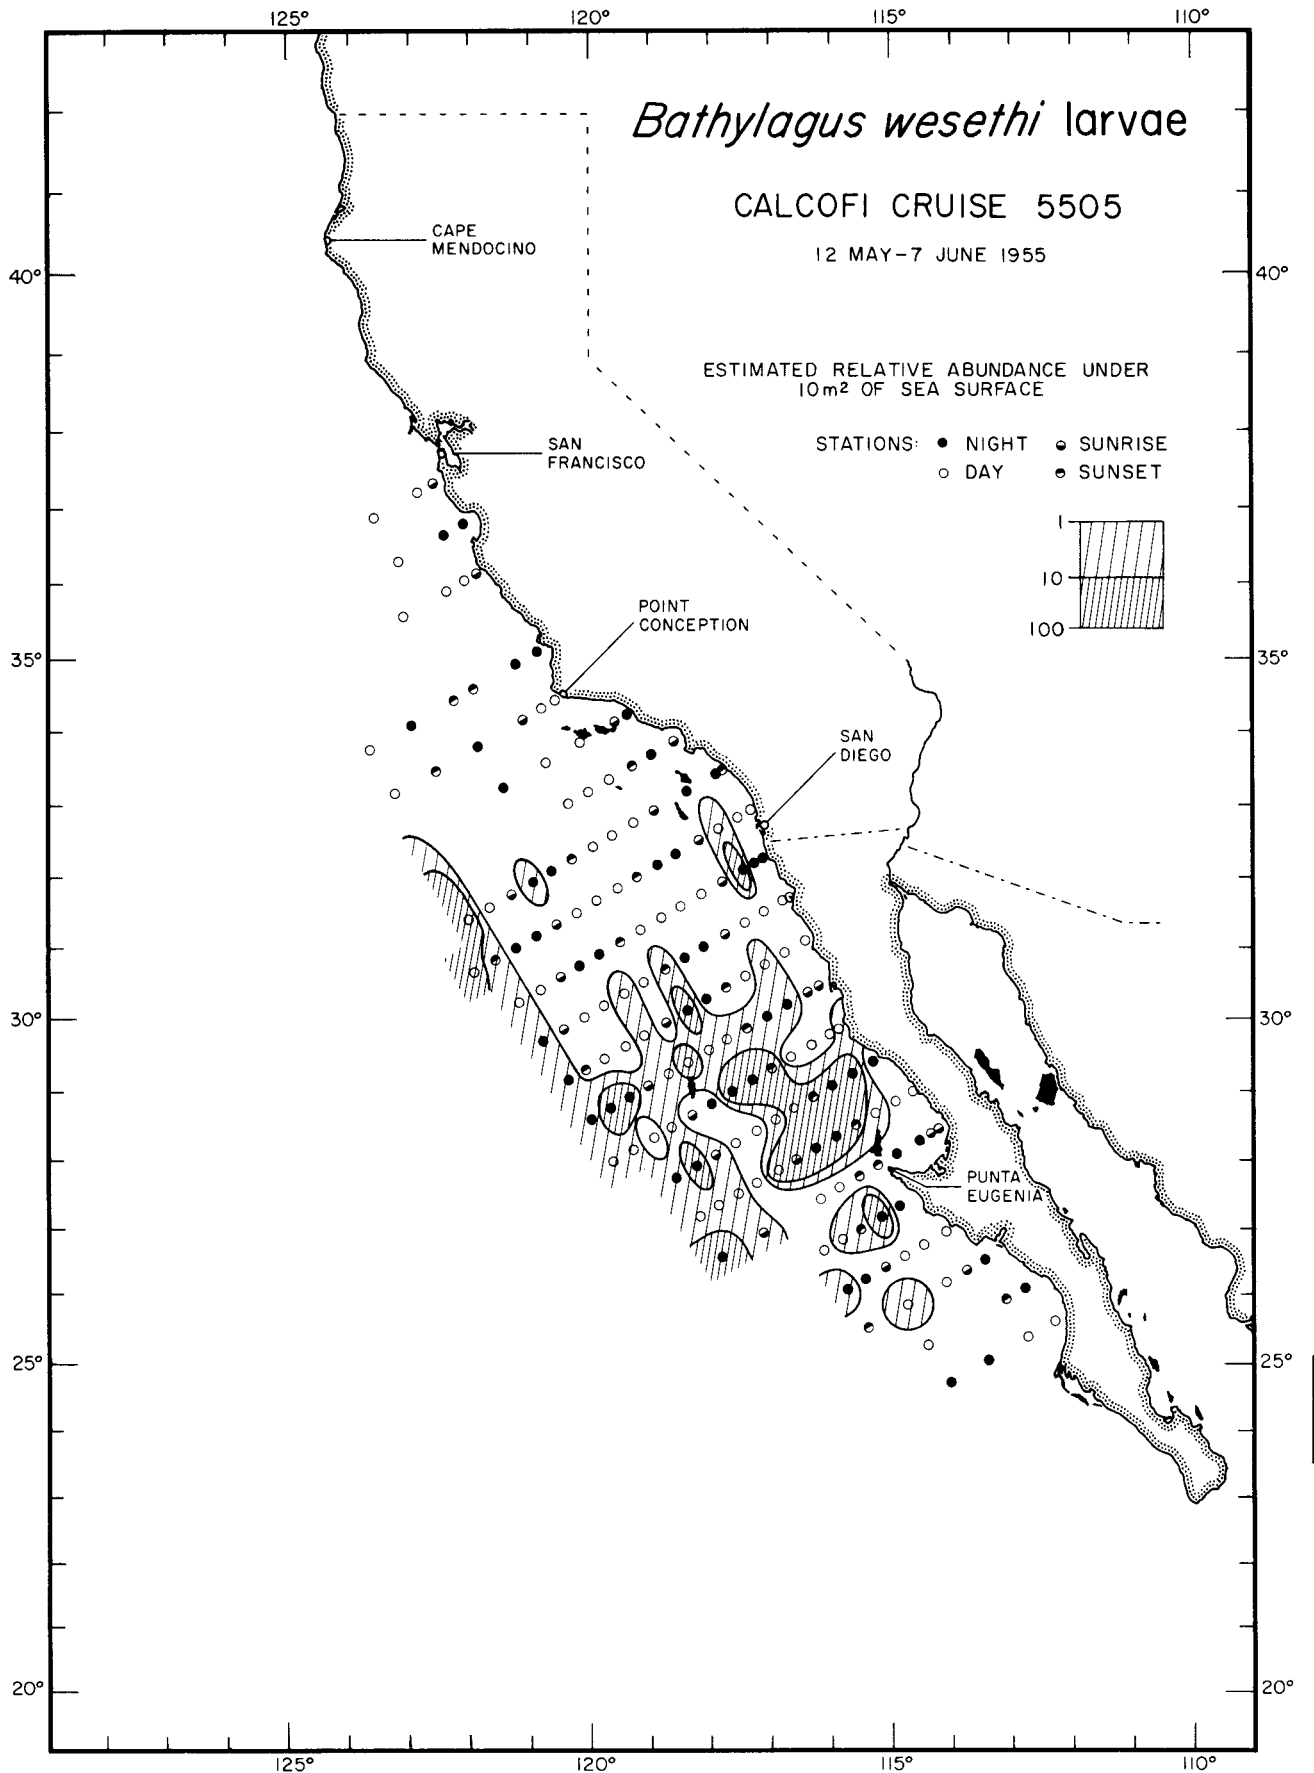 125° 120° 115° 110°
Bathylagus wesethi larvae
CALCOFI CRUISE 5505
12 MAY-7 JUNE 1955
CAPE
MENDOCINO
40° 40°
ESTIMATED RELATIVE ABUNDANCE UNDER
10m² OF SEA SURFACE
STATIONS: ● NIGHT ◒ SUNRISE
○ DAY ◓ SUNSET
SAN
FRANCISCO
1
10
100
POINT
CONCEPTION
35° 35°
SAN
DIEGO
30° 30°
PUNTA
EUGENIA
25° 25°
20° 20°
125° 120° 115° 110°